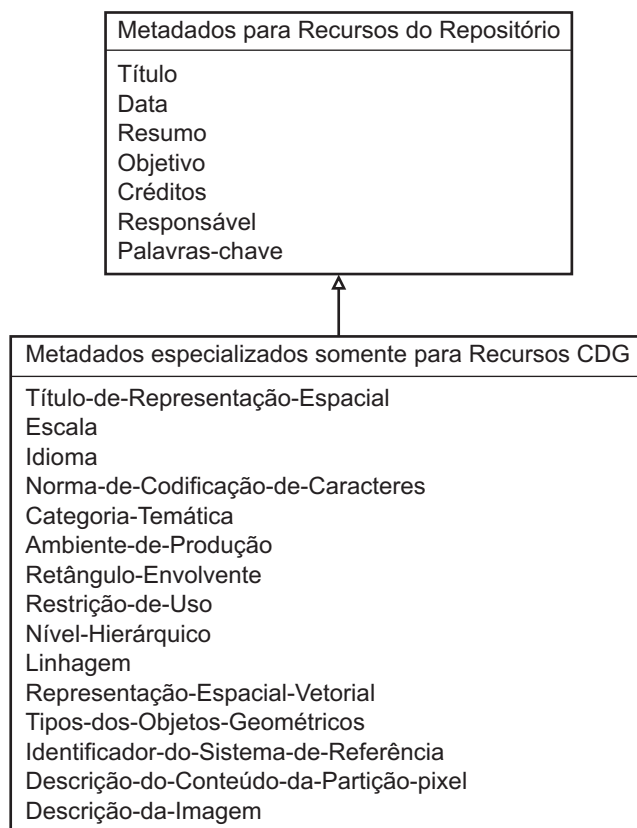 Metadados para Recursos do Repositório
Título
Data
Resumo
Objetivo
Créditos
Responsável
Palavras-chave
Metadados especializados somente para Recursos CDG
Título-de-Representação-Espacial
Escala
Idioma
Norma-de-Codificação-de-Caracteres
Categoria-Temática
Ambiente-de-Produção
Retângulo-Envolvente
Restrição-de-Uso
Nível-Hierárquico
Linhagem
Representação-Espacial-Vetorial
Tipos-dos-Objetos-Geométricos
Identificador-do-Sistema-de-Referência
Descrição-do-Conteúdo-da-Partição-pixel
Descrição-da-Imagem